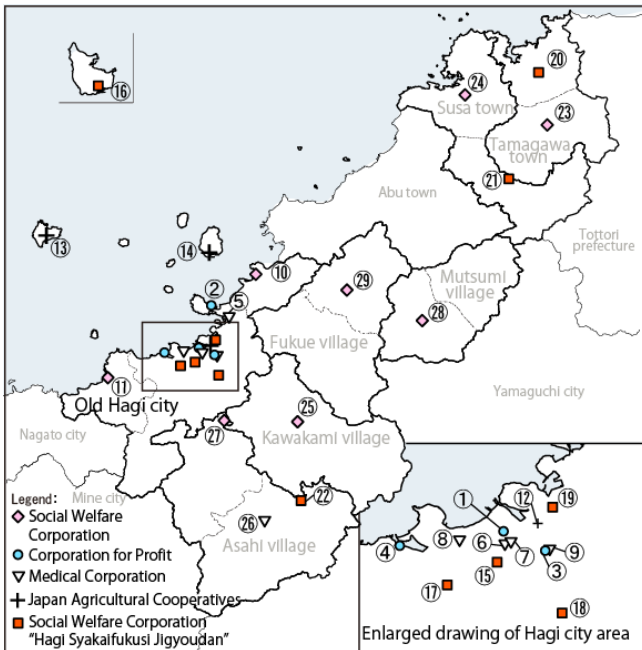 ⑯
⑳
㉔
Susa town
㉓
Tamagawa
town
㉑
Abu town
Tottori
prefecture
⑬
⑭
⑩
②
⑤
㉙
Mutsumi
village
㉘
Fukue village
⑪
Old Hagi city
Yamaguchi city
Nagato city
㉗
㉕
Kawakami village
Mine city
㉒
㉖
Asahi village
Legend:
Social Welfare
Corporation
Corporation for Profit
Medical Corporation
Japan Agricultural Cooperatives
Social Welfare Corporation
“Hagi Syakaifukusi Jigyoudan”
①
⑫
⑲
④
⑧
⑥
⑦
③
⑨
⑮
⑰
⑱
Enlarged drawing of Hagi city area